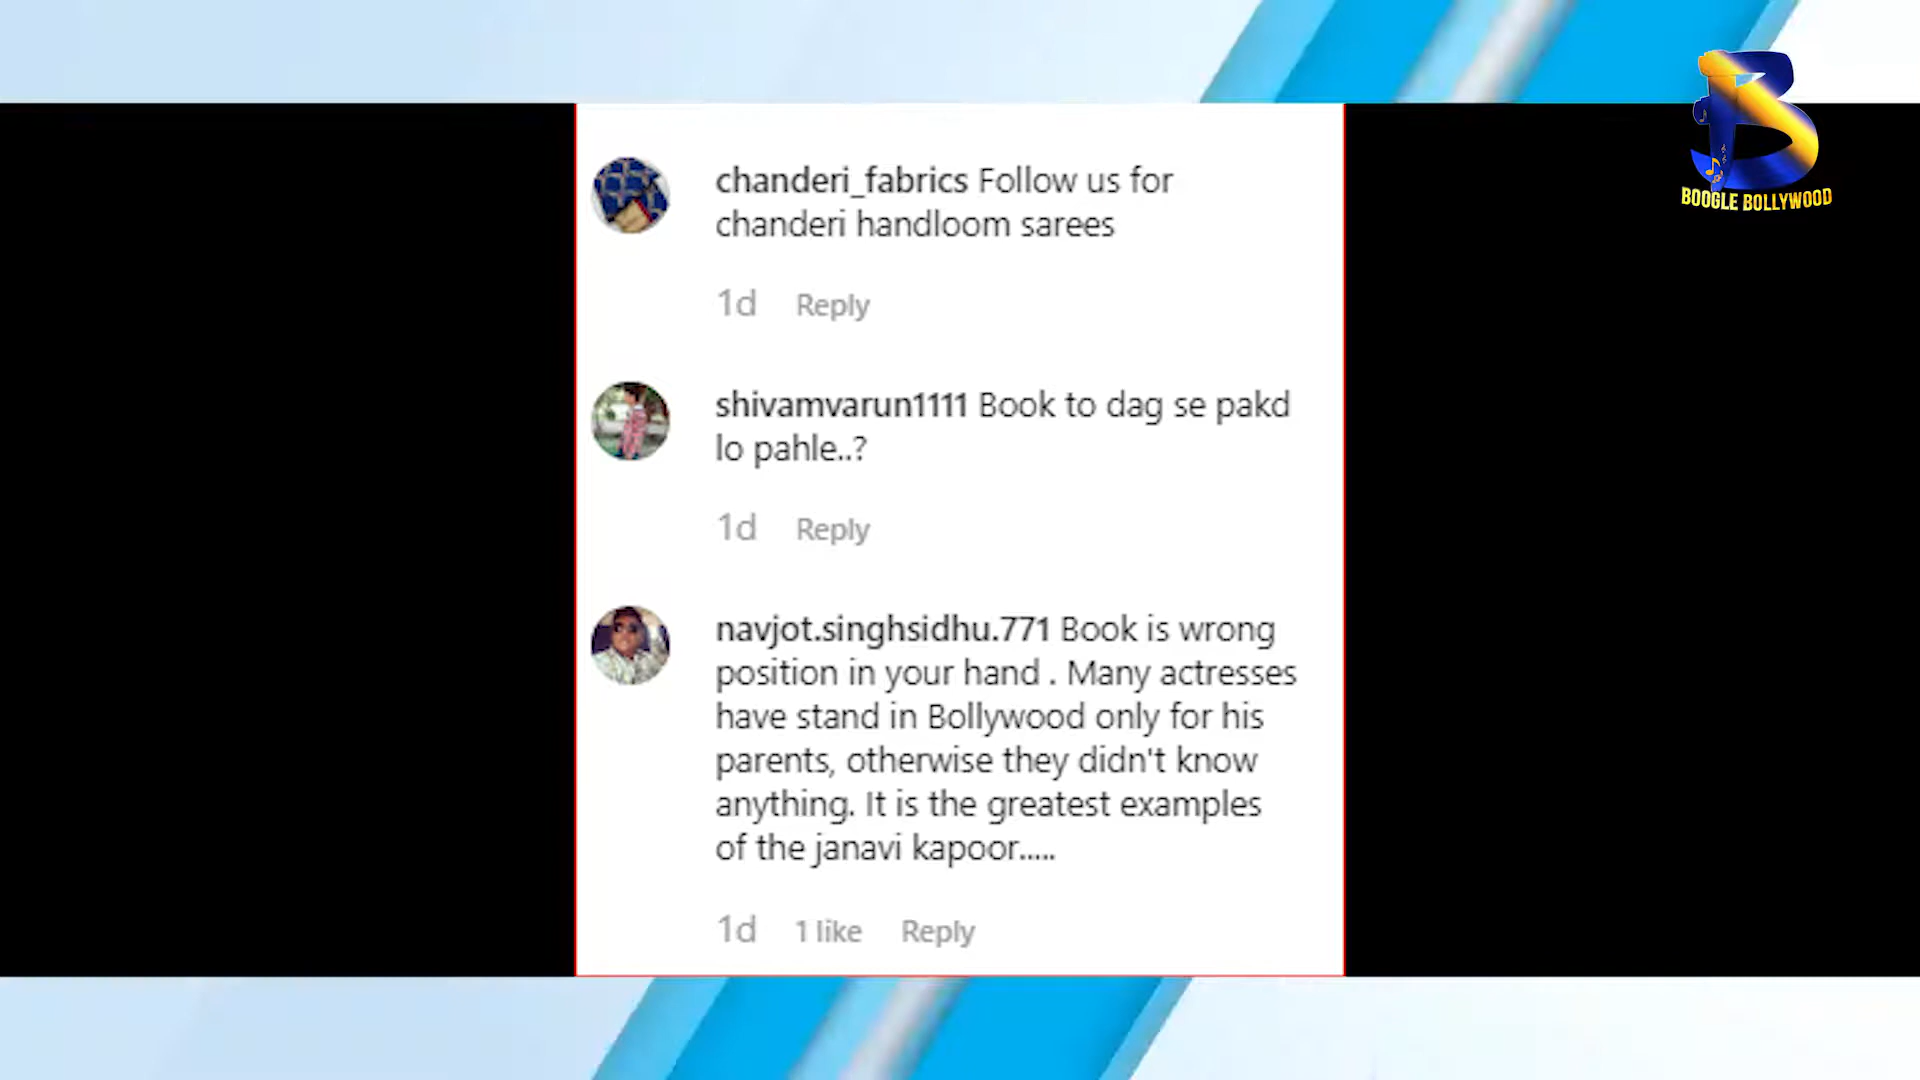 BOOGLE BOLLYWOOD
chanderi_fabrics Follow us for
chanderi handloom sarees
1d Reply
shivamvarun1111 Book to dag se pakd
lo pahle..?
1d Reply
navjot.singhsidhu.771 Book is wrong
position in your hand . Many actresses
have stand in Bollywood only for his
parents, otherwise they didn't know
anything. It is the greatest examples
of the janavi kapoor.....
1d 1 like Reply